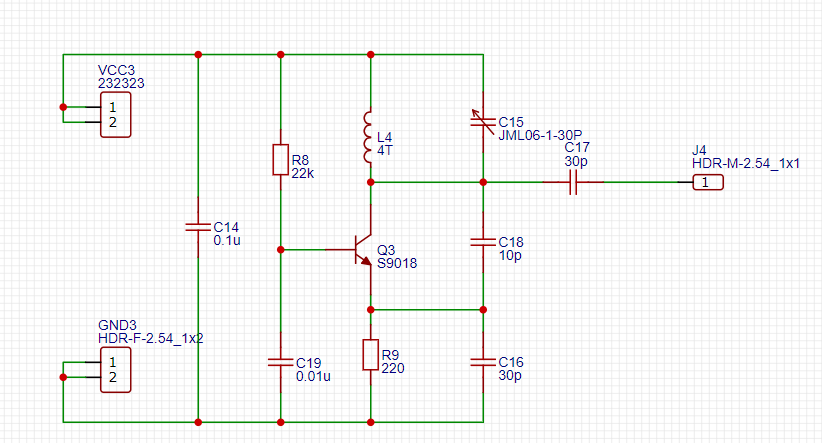 VCC3
232323
1
2
C15
JML06-1-30P
L4
4T
C17
30p
J4
HDR-M-2.54_1x1
1
R8
22k
C14
0.1u
Q3
S9018
C18
10p
GND3
HDR-F-2.54_1x2
1
2
C19
0.01u
R9
220
C16
30p